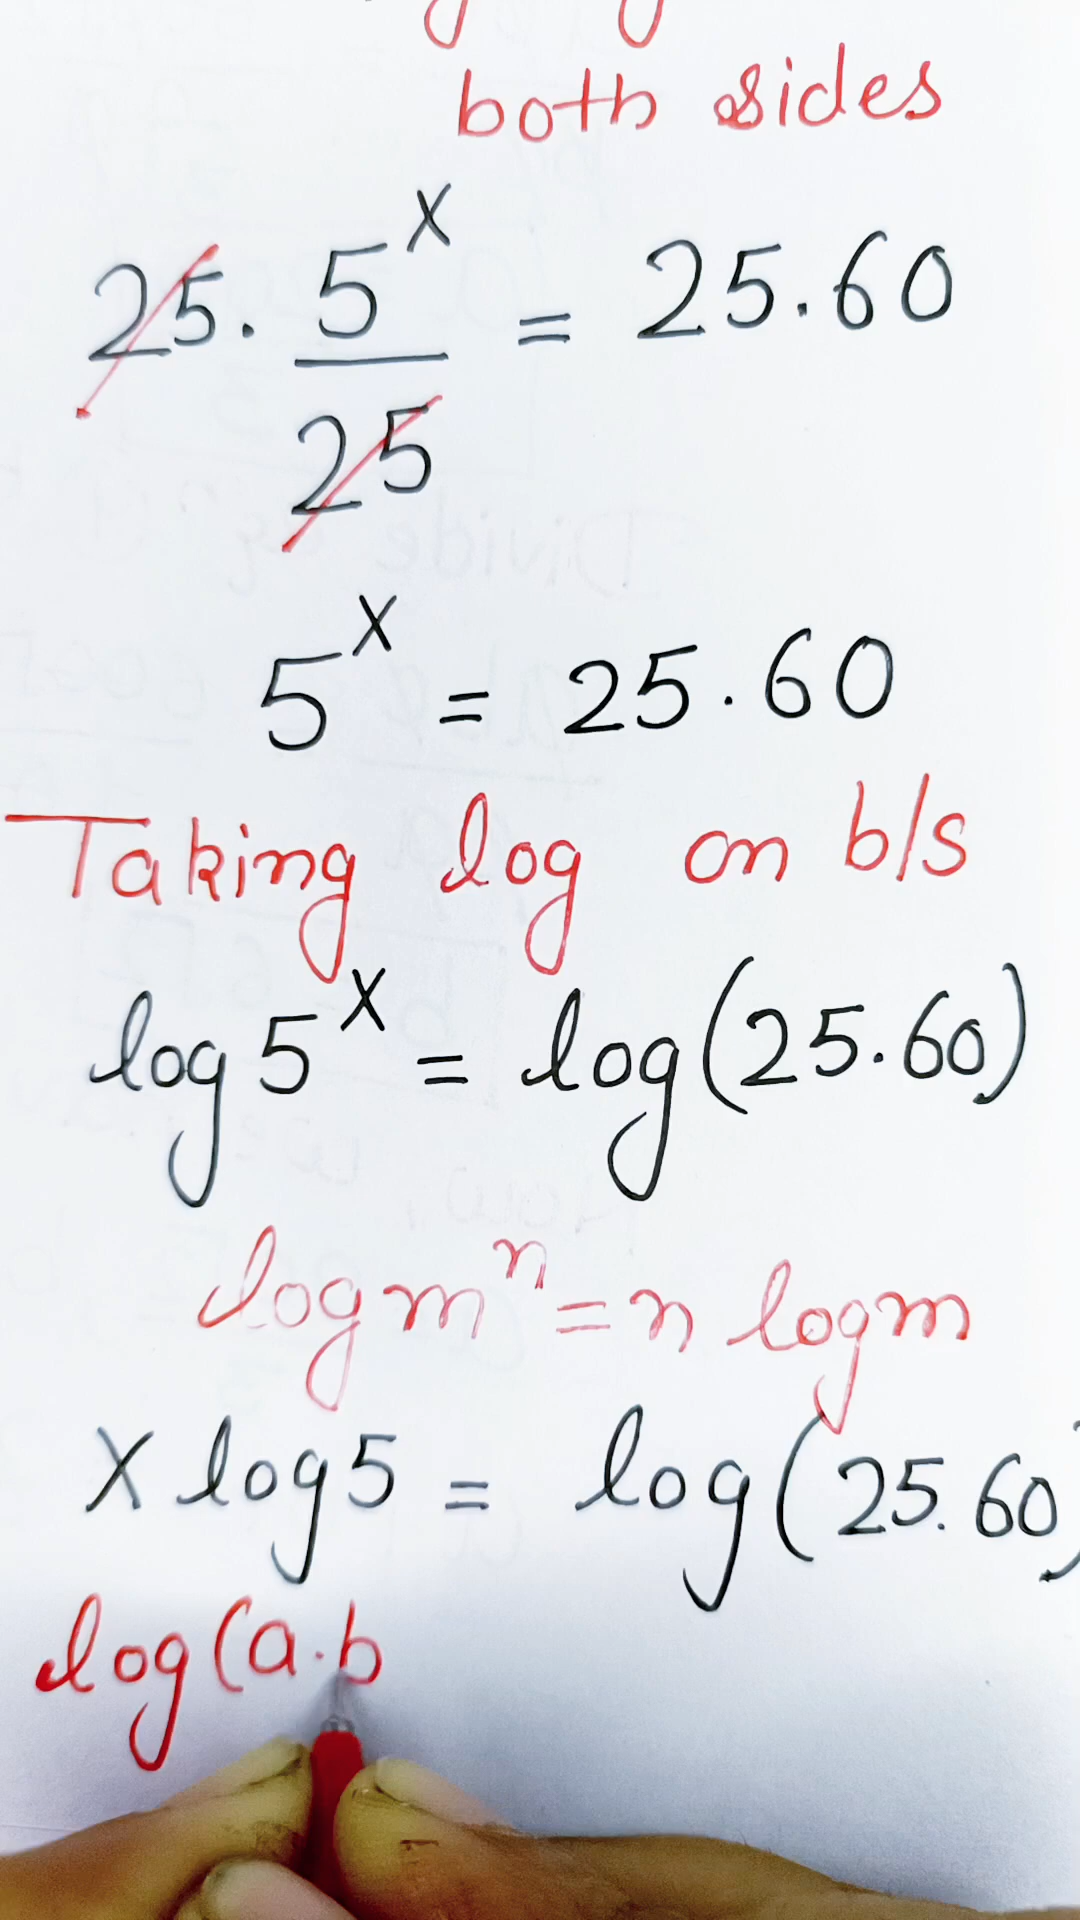 both sides
25. 5^x/25 = 25.60
5^x = 25.60
Taking log on b/s
log 5^x = log(25.60)
log m^n = n log m
x log 5 = log(25.60)
log(a.b